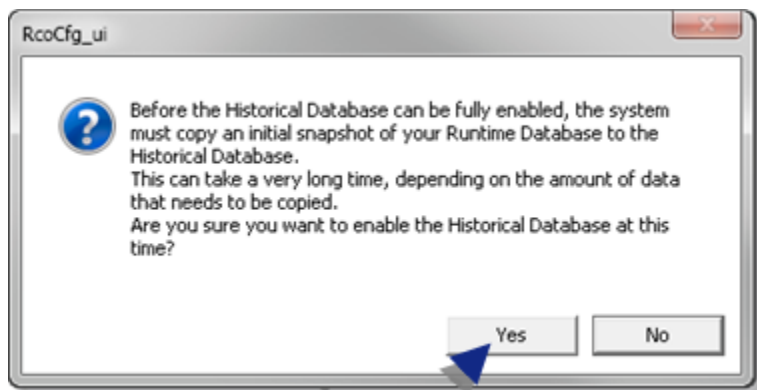 RcoCfg_ui
Before the Historical Database can be fully enabled, the system
must copy an initial snapshot of your Runtime Database to the
Historical Database.
This can take a very long time, depending on the amount of data
that needs to be copied.
Are you sure you want to enable the Historical Database at this
time?
Yes
No